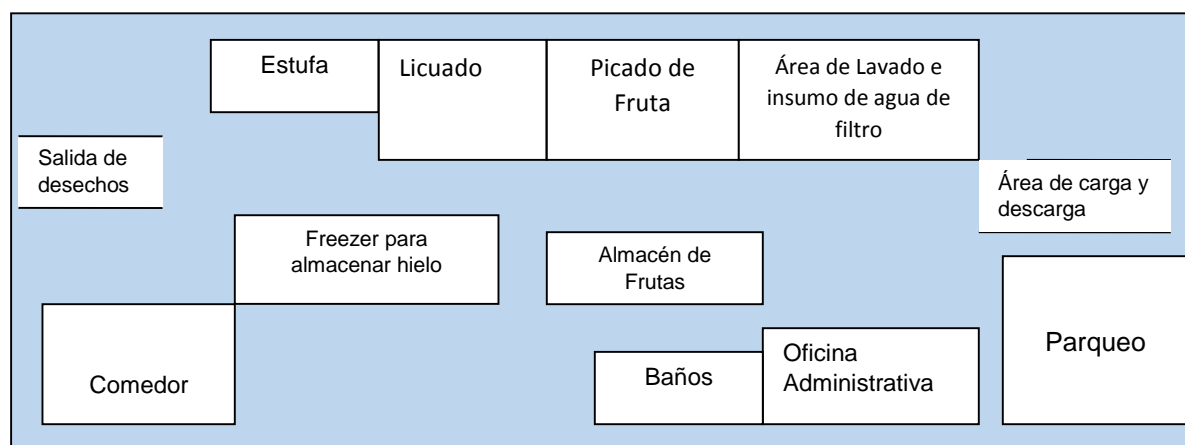 Estufa
Licuado
Picado de
Fruta
Área de Lavado e
insumo de agua de
filtro
Salida de
desechos
Área de carga y
descarga
Freezer para
almacenar hielo
Almacén de
Frutas
Comedor
Baños
Oficina
Administrativa
Parqueo